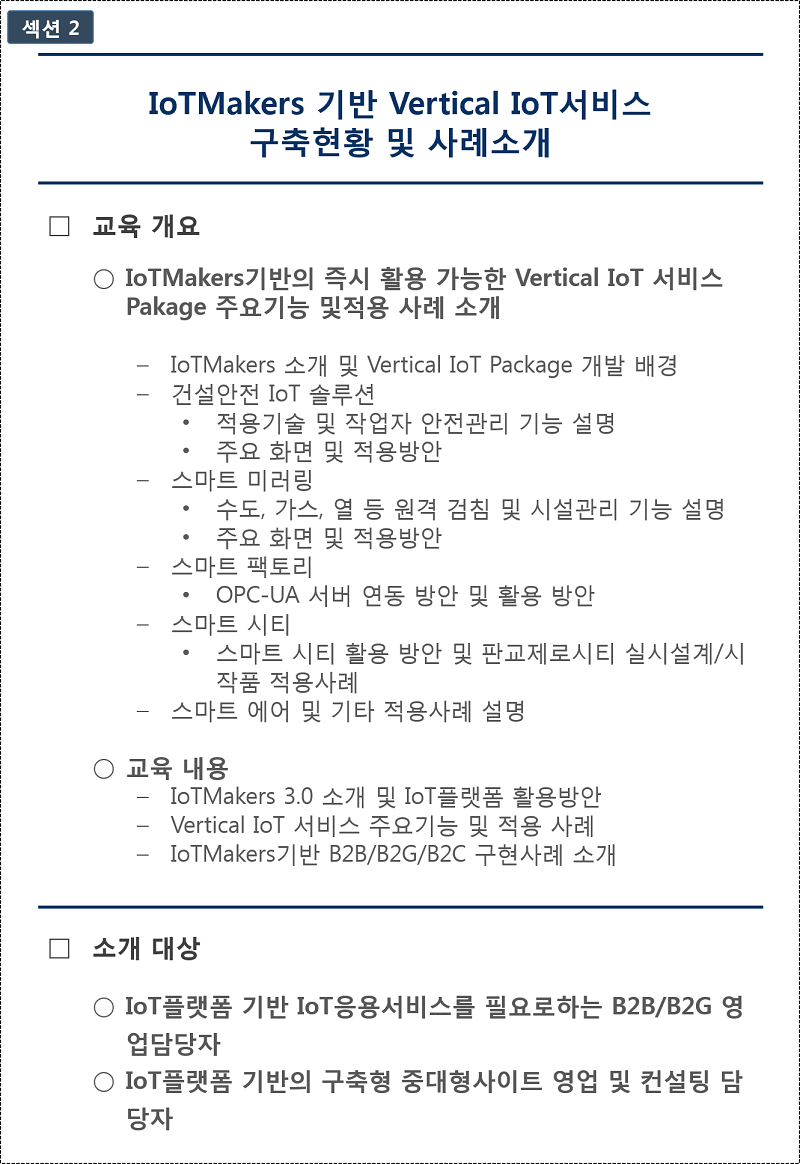 섹션 2
IoTMakers 기반 Vertical IoT서비스
구축현황 및 사례소개
□ 교육 개요
○ IoTMakers기반의 즉시 활용 가능한 Vertical IoT 서비스
Pakage 주요기능 및적용 사례 소개
– IoTMakers 소개 및 Vertical IoT Package 개발 배경
– 건설안전 IoT 솔루션
• 적용기술 및 작업자 안전관리 기능 설명
• 주요 화면 및 적용방안
– 스마트 미러링
• 수도, 가스, 열 등 원격 검침 및 시설관리 기능 설명
• 주요 화면 및 적용방안
– 스마트 팩토리
• OPC-UA 서버 연동 방안 및 활용 방안
– 스마트 시티
• 스마트 시티 활용 방안 및 판교제로시티 실시설계/시
작품 적용사례
– 스마트 에어 및 기타 적용사례 설명
○ 교육 내용
– IoTMakers 3.0 소개 및 IoT플랫폼 활용방안
– Vertical IoT 서비스 주요기능 및 적용 사례
– IoTMakers기반 B2B/B2G/B2C 구현사례 소개
□ 소개 대상
○ IoT플랫폼 기반 IoT응용서비스를 필요로하는 B2B/B2G 영
업담당자
○ IoT플랫폼 기반의 구축형 중대형사이트 영업 및 컨설팅 담
당자